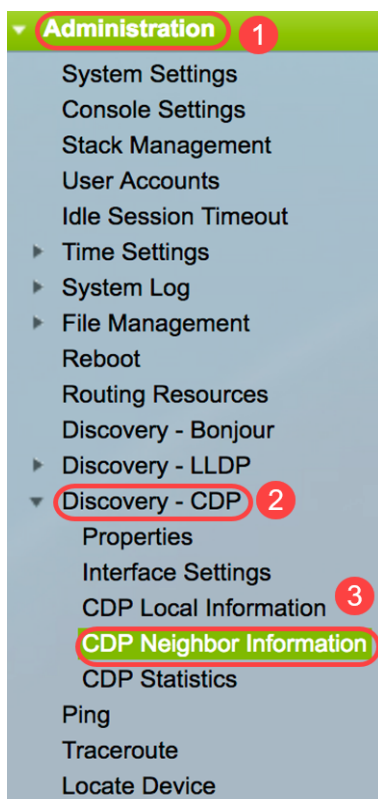 Administration 1
System Settings
Console Settings
Stack Management
User Accounts
Idle Session Timeout
Time Settings
System Log
File Management
Reboot
Routing Resources
Discovery - Bonjour
Discovery - LLDP
Discovery - CDP 2
Properties
Interface Settings
CDP Local Information 3
CDP Neighbor Information
CDP Statistics
Ping
Traceroute
Locate Device